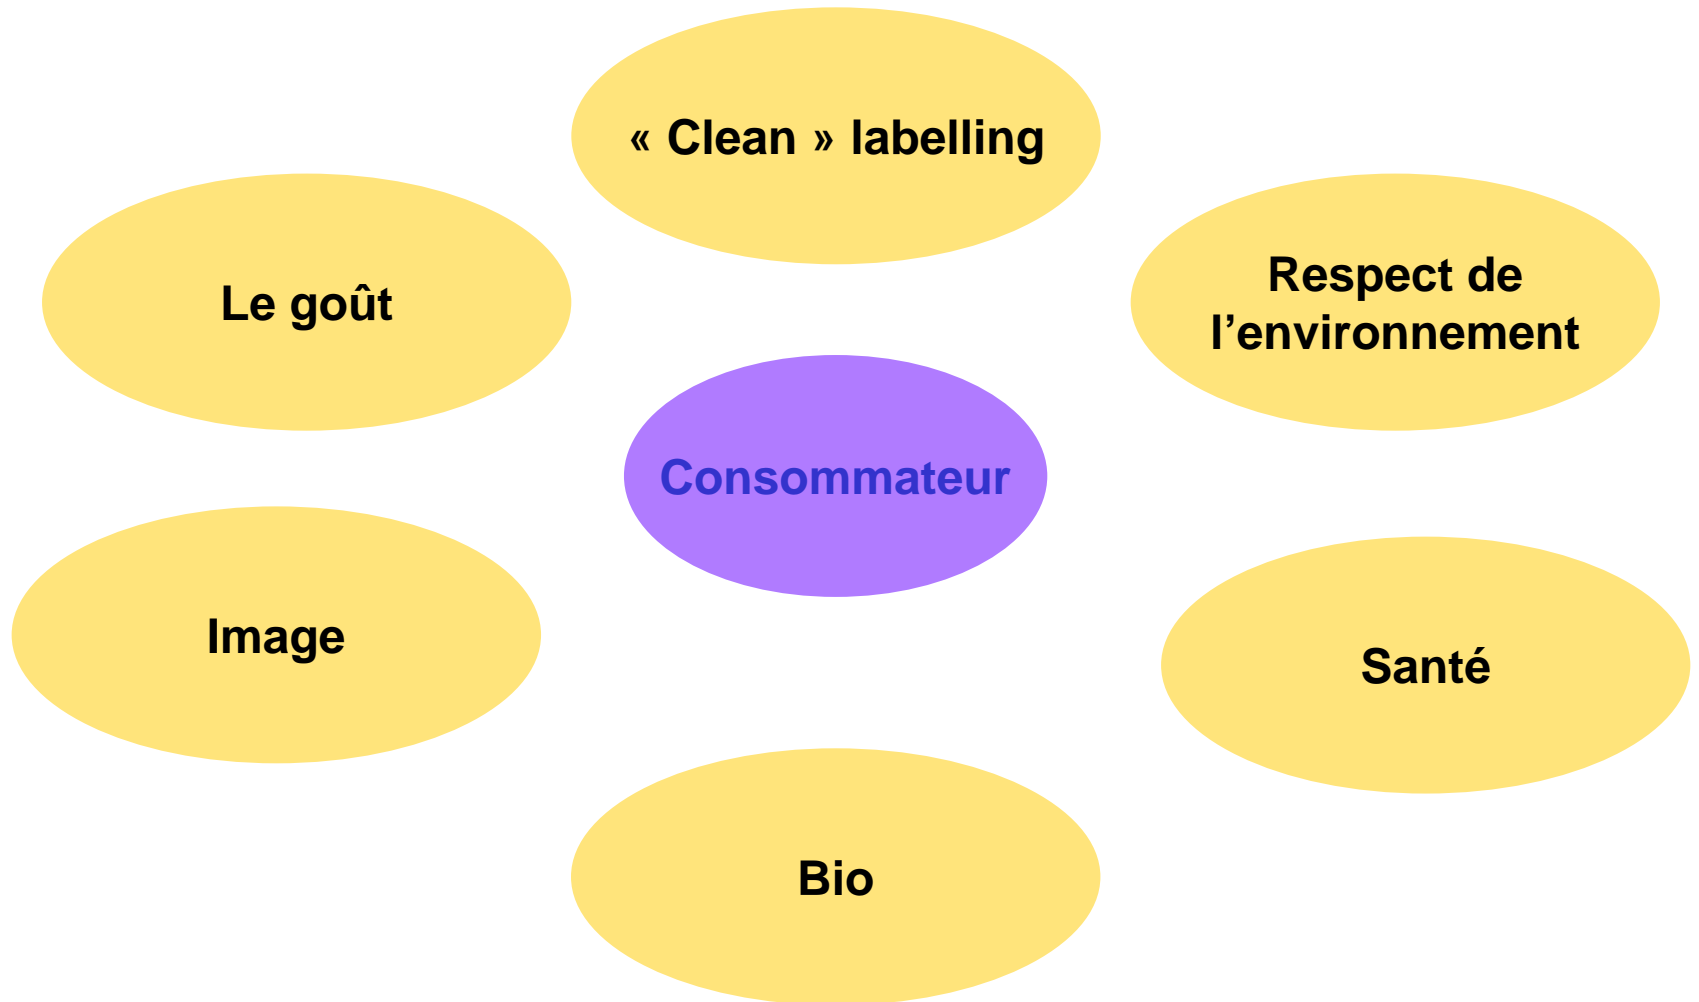 « Clean » labelling
Le goût
Respect de
l’environnement
Consommateur
Image
Santé
Bio